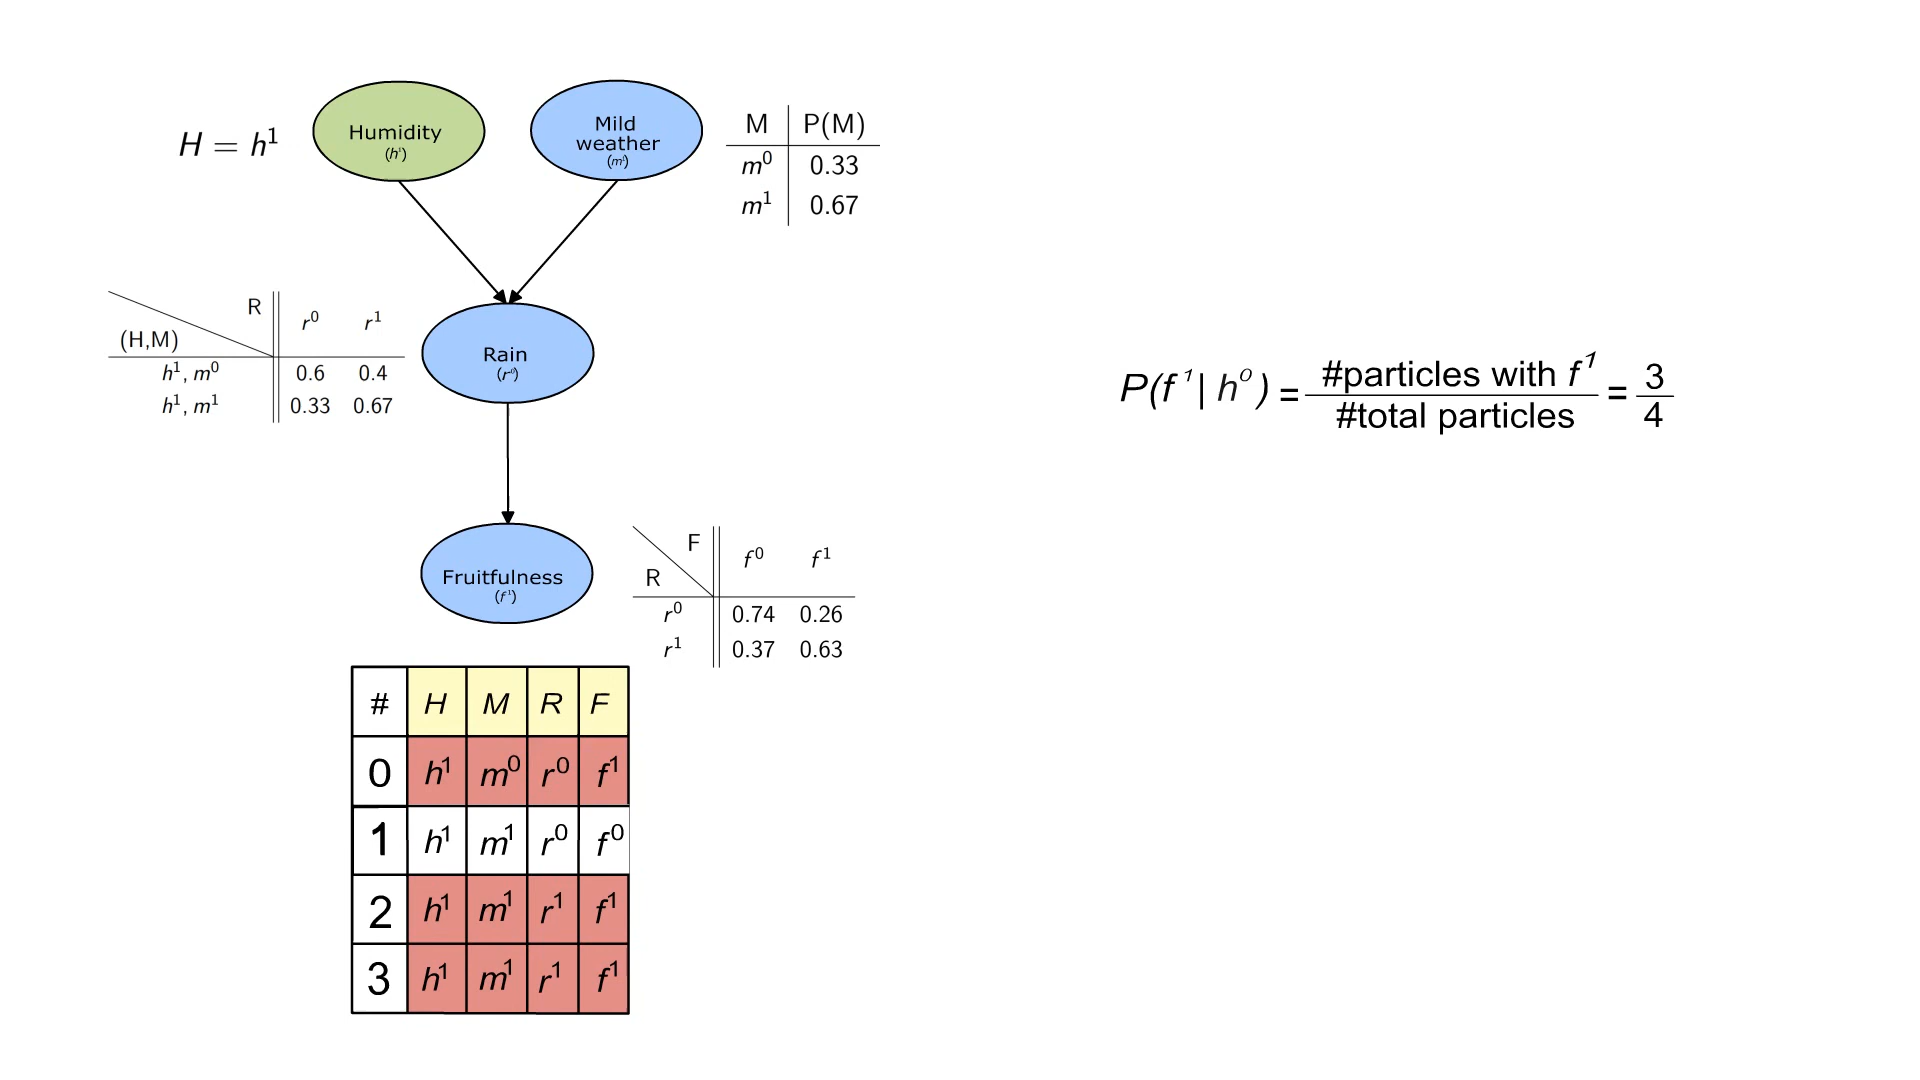 H = h¹
Humidity
(h¹)
Mild
weather
M P(M)
m⁰ 0.33
m¹ 0.67
R r⁰ r¹
(H,M)
h¹, m⁰ 0.6 0.4
h¹, m¹ 0.33 0.67
Rain
(r⁰)
P(f¹ | h⁰) = #particles with f¹ / #total particles = 3/4
Fruitfulness
(f¹)
F f⁰ f¹
R
r⁰ 0.74 0.26
r¹ 0.37 0.63
# H M R F
0 h¹ m⁰ r⁰ f¹
1 h¹ m¹ r⁰ f⁰
2 h¹ m¹ r¹ f¹
3 h¹ m¹ r¹ f¹